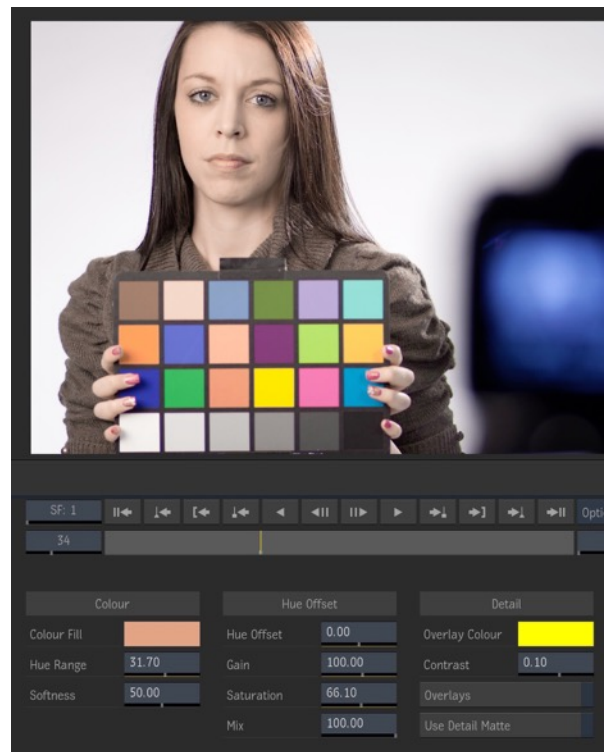 SF: 1
Opti
34
Colour
Hue Offset
Detail
Colour Fill
Hue Offset 0.00
Overlay Colour
Hue Range 31.70
Gain 100.00
Contrast 0.10
Softness 50.00
Saturation 66.10
Overlays
Mix 100.00
Use Detail Matte